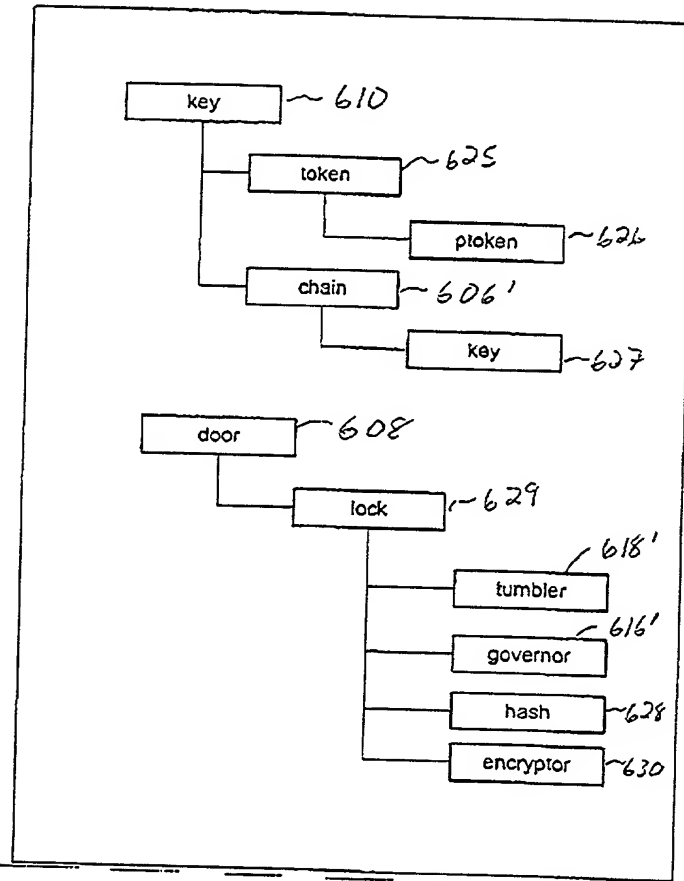 key 610
token 625
ptoken 626
chain 606'
key 627
door 608
lock 629
tumbler 618'
governor 616'
hash 628
encryptor 630